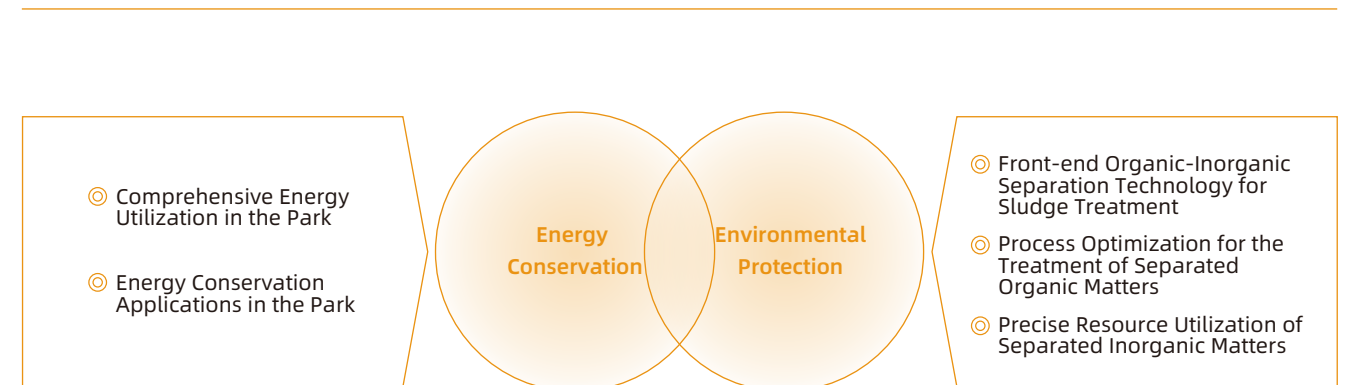 Comprehensive Energy
Utilization in the Park
Energy Conservation
Applications in the Park
Energy
Conservation
Environmental
Protection
Front-end Organic-Inorganic
Separation Technology for
Sludge Treatment
Process Optimization for the
Treatment of Separated
Organic Matters
Precise Resource Utilization of
Separated Inorganic Matters